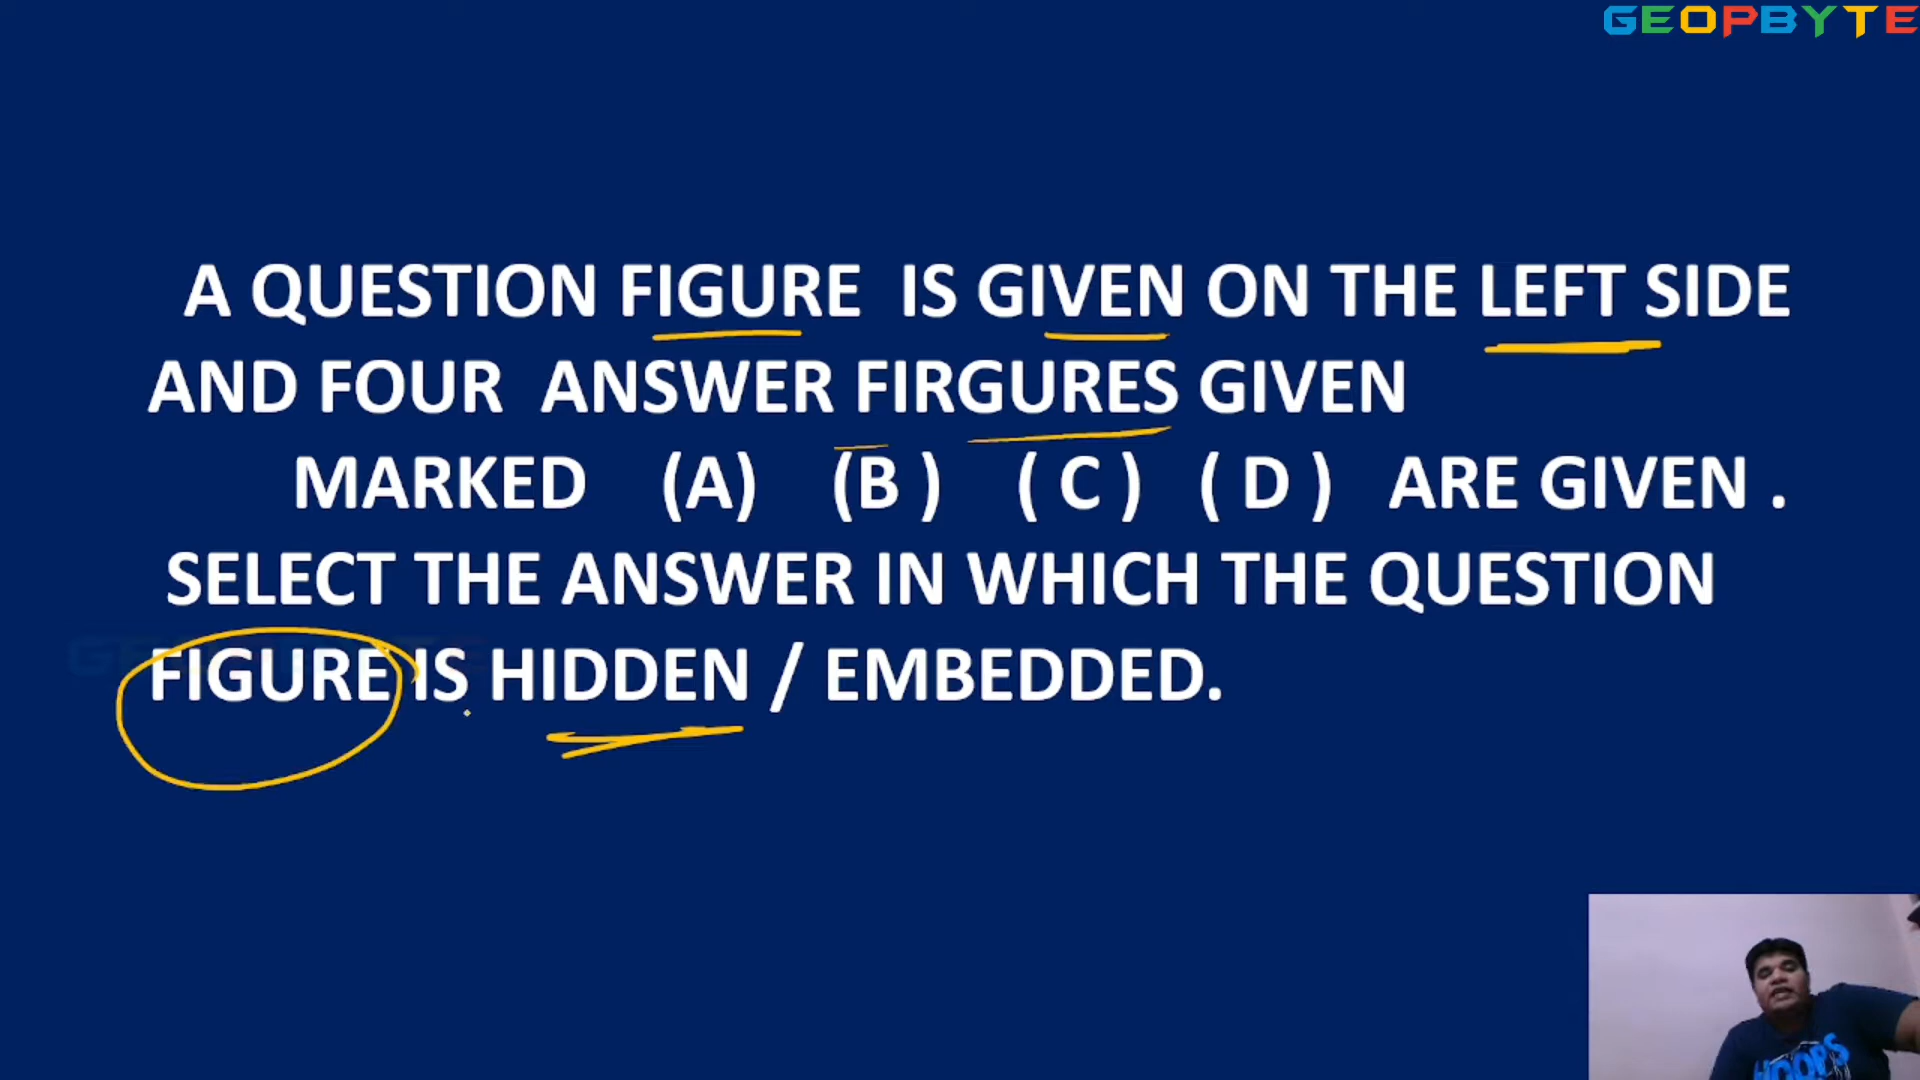 GEOPBYTE
A QUESTION FIGURE IS GIVEN ON THE LEFT SIDE
AND FOUR ANSWER FIRGURES GIVEN
MARKED (A) (B ) ( C ) ( D ) ARE GIVEN .
SELECT THE ANSWER IN WHICH THE QUESTION
FIGURE IS HIDDEN / EMBEDDED.
HOOPS